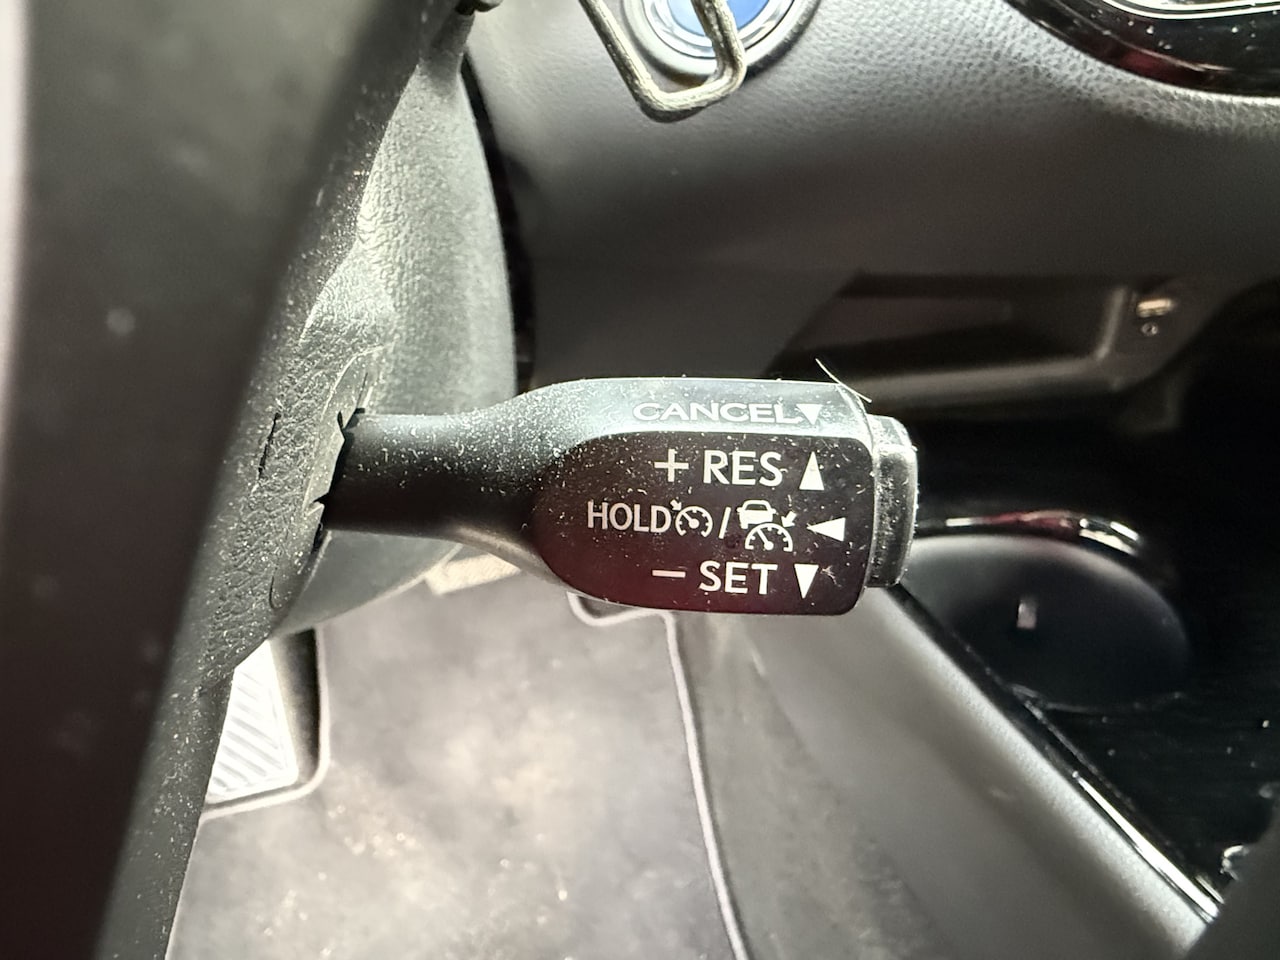 CANCEL▼
+ RES ▲
HOLD / ◀
− SET ▼